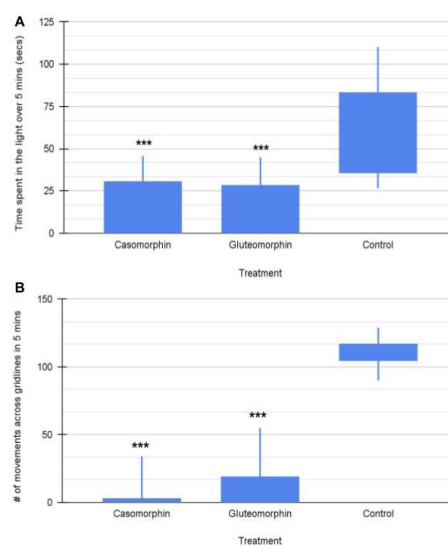 A
Time spent in the light over 5 mins (secs)
125
100
75
50
25
0
***
***
Casomorphin
Gluteomorphin
Control
Treatment
B
# of movements across gridlines in 5 mins
150
100
50
0
***
***
Casomorphin
Gluteomorphin
Control
Treatment